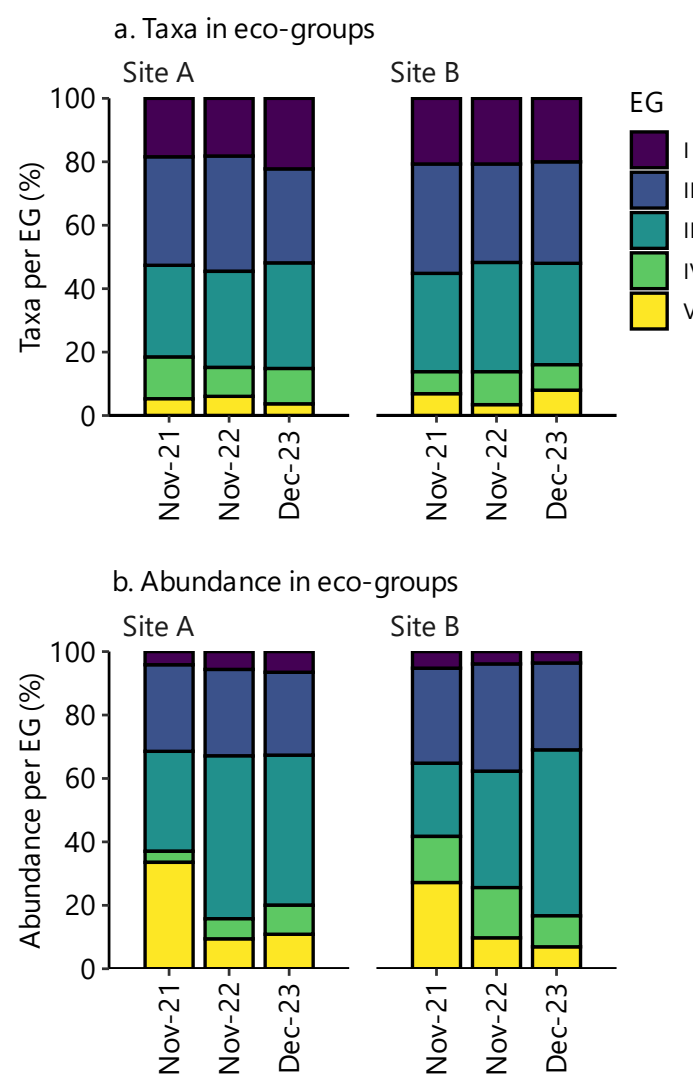 a. Taxa in eco-groups
Site A
Site B
Taxa per EG (%)
100
80
60
40
20
0
Nov-21
Nov-22
Dec-23
Nov-21
Nov-22
Dec-23
EG
I
b. Abundance in eco-groups
Site A
Site B
Abundance per EG (%)
100
80
60
40
20
0
Nov-21
Nov-22
Dec-23
Nov-21
Nov-22
Dec-23